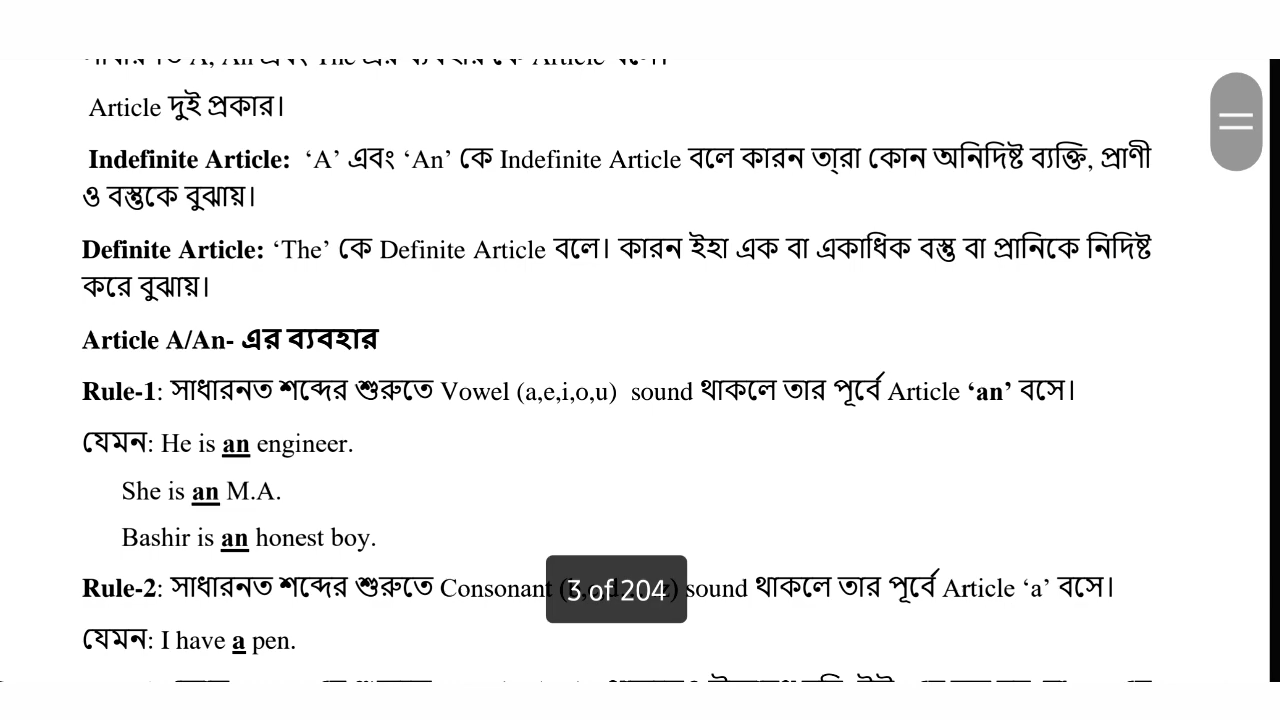 Article দুই প্রকার।
Indefinite Article: ‘A’ এবং ‘An’ কে Indefinite Article বলে কারন তা্রা কোন অনিদিষ্ট ব্যক্তি, প্রাণী
ও বস্তুকে বুঝায়।
Definite Article: ‘The’ কে Definite Article বলে। কারন ইহা এক বা একাধিক বস্তু বা প্রানিকে নিদিষ্ট
করে বুঝায়।
Article A/An- এর ব্যবহার
Rule-1: সাধারনত শব্দের শুরুতে Vowel (a,e,i,o,u) sound থাকলে তার পূর্বে Article ‘an’ বসে।
যেমন: He is an engineer.
She is an M.A.
Bashir is an honest boy.
Rule-2: সাধারনত শব্দের শুরুতে Consonant sound থাকলে তার পূর্বে Article ‘a’ বসে।
3 of 204
যেমন: I have a pen.